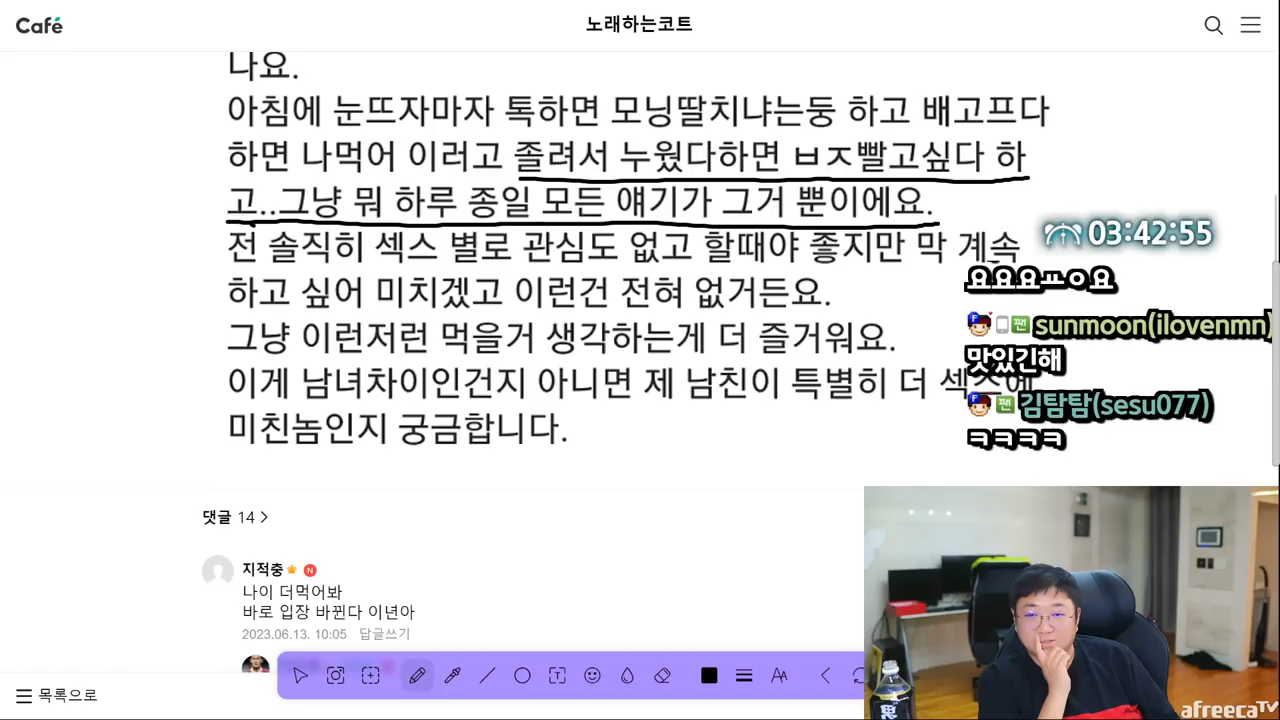 Café
노래하는코트
나요.
아침에 눈뜨자마자 톡하면 모닝딸치냐는둥 하고 배고프다
하면 나먹어 이러고 졸려서 누웠다하면 ㅂㅈ빨고싶다 하
고..그냥 뭐 하루 종일 모든 얘기가 그거 뿐이에요.
전 솔직히 섹스 별로 관심도 없고 할때야 좋지만 막 계속
하고 싶어 미치겠고 이런건 전혀 없거든요.
그냥 이런저런 먹을거 생각하는게 더 즐거워요.
이게 남녀차이인건지 아니면 제 남친이 특별히 더 섹스에
미친놈인지 궁금합니다.
03:42:55
요요요ㅛㅇ요
F 팬 sunmoon(ilovenmn)
맛있긴해
F 팬 김탐탐(sesu077)
ㅋㅋㅋㅋ
댓글 14 >
지적충 N
나이 더먹어봐
바로 입장 바뀐다 이년아
2023.06.13. 10:05 답글쓰기
목록으로
afreecaTV